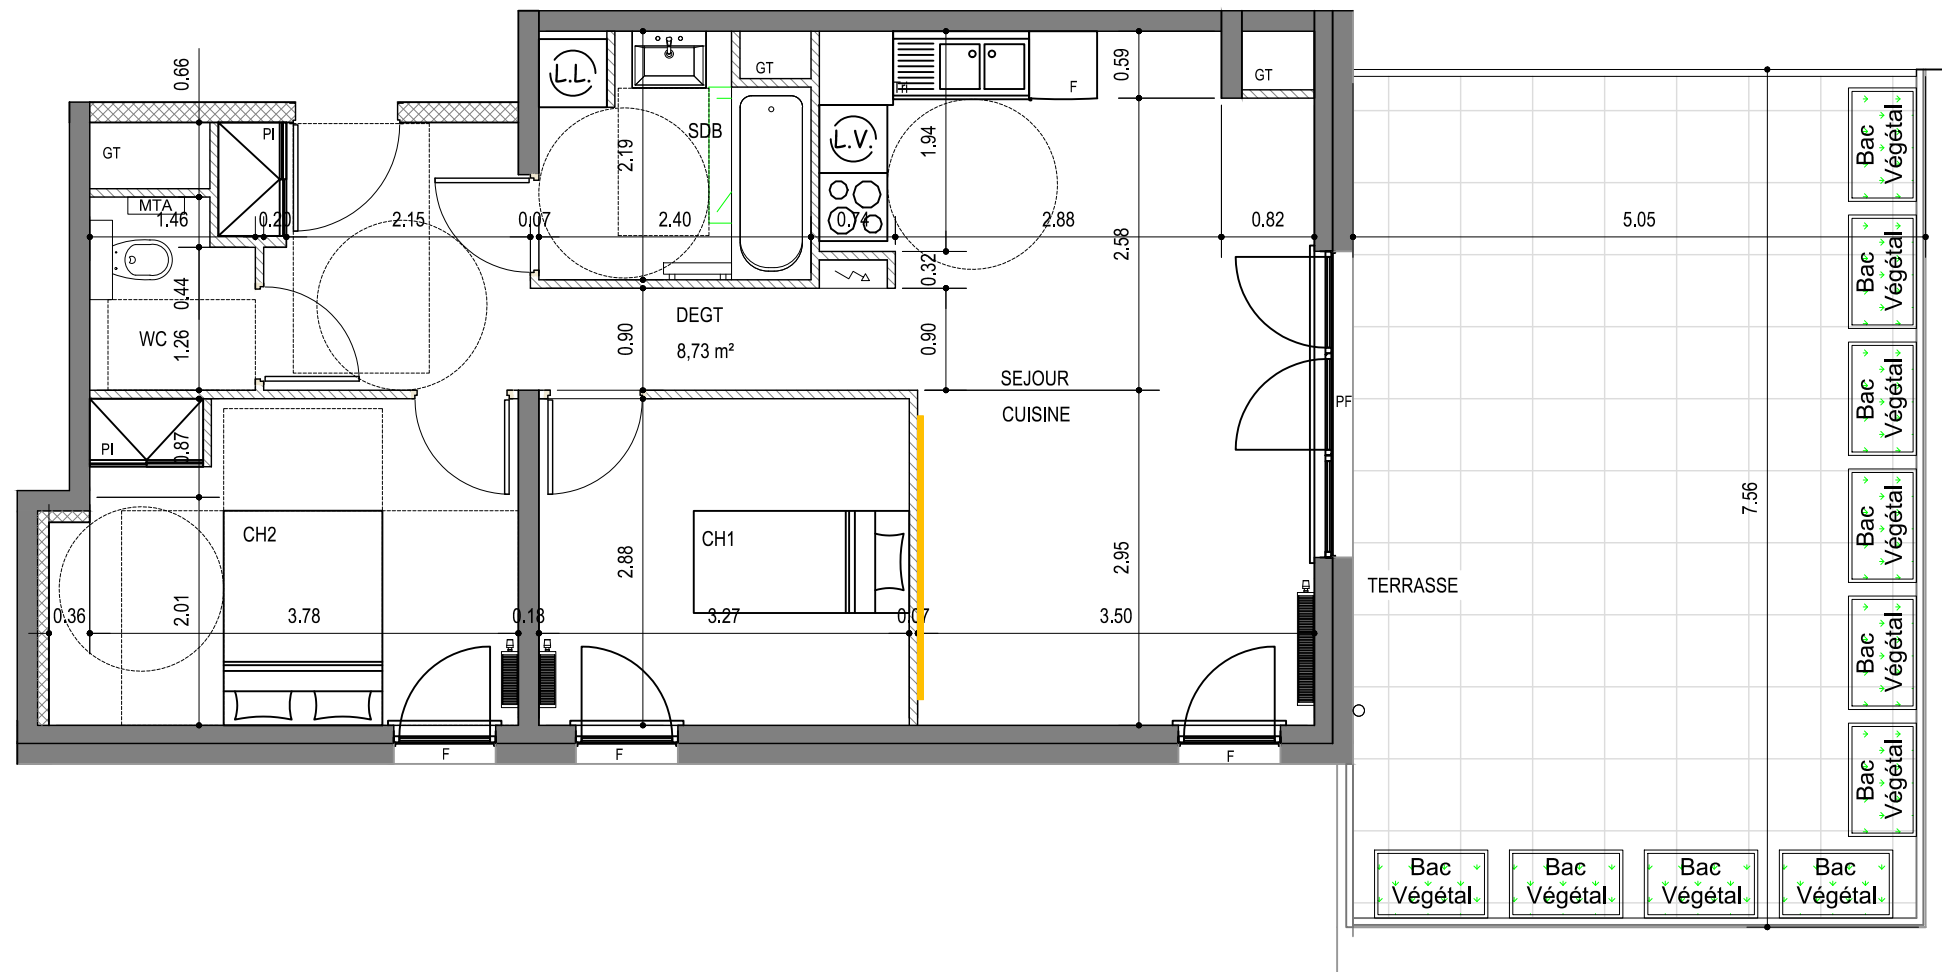 0.66
GT
PI
MTA
1.46
0.20
2.15
0.07
2.40
0.74
2.88
0.82
5.05
L.L.
GT
SDB
2.19
L.V.
F
1.94
0.59
GT
2.58
0.32
0.44
WC
1.26
DEGT
8,73 m²
0.90
0.90
SEJOUR
CUISINE
PF
PI
0.87
CH2
CH1
2.88
2.95
TERRASSE
7.56
0.36
2.01
3.78
0.18
3.27
0.07
3.50
F
F
F
Bac
Végétal
Bac
Végétal
Bac
Végétal
Bac
Végétal
Bac
Végétal
Bac
Végétal
Bac
Végétal
Bac
Végétal
Bac
Végétal
Bac
Végétal